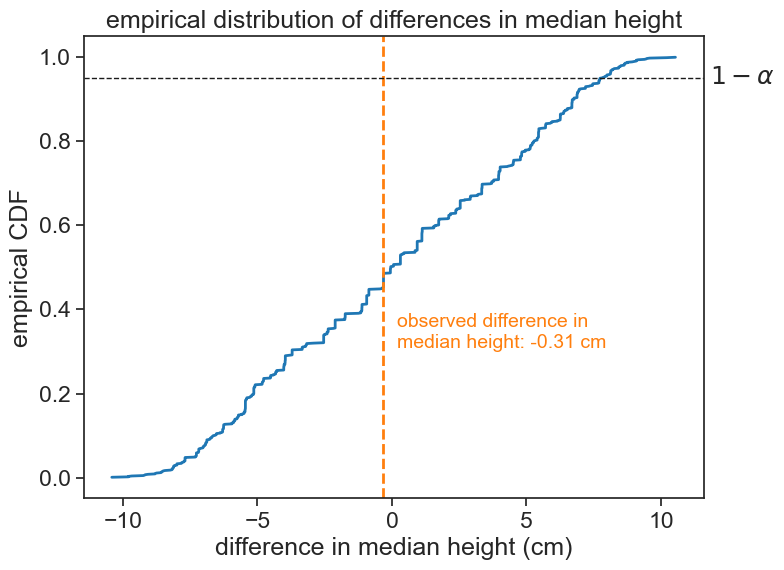 empirical distribution of differences in median height
1.0
0.8
0.6
0.4
0.2
0.0
empirical CDF
1 − α
observed difference in
median height: -0.31 cm
−10
−5
0
5
10
difference in median height (cm)